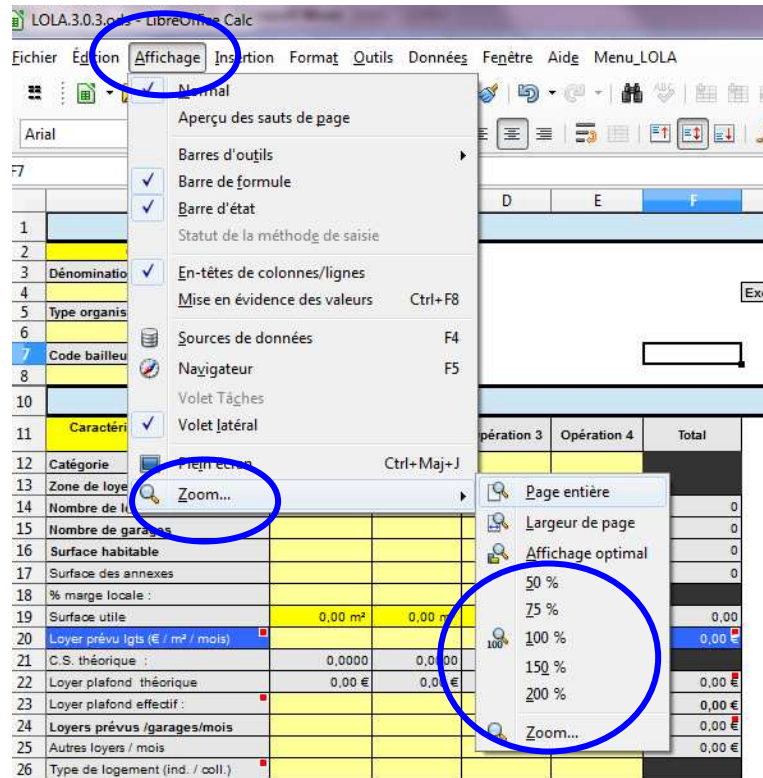 LOLA.3.0.3.ods - LibreOffice Calc
Fichier Édition Affichage Insertion Format Outils Données Fenêtre Aide Menu_LOLA
Normal
Aperçu des sauts de page
Arial
Barres d'outils
F7
Barre de formule
Barre d'état
D E F
Statut de la méthode de saisie
1
2
3 Dénominatio
En-têtes de colonnes/lignes
4
Mise en évidence des valeurs Ctrl+F8
Exe
5 Type organis
6
Sources de données F4
7 Code bailleu
Navigateur F5
8
Volet Tâches
10
Volet latéral
11 Caractéri
pération 3 Opération 4 Total
12 Catégorie
Plein écran Ctrl+Maj+J
13 Zone de loye
Zoom...
Page entière
14 Nombre de l
0
15 Nombre de garages
Largeur de page
0
16 Surface habitable
Affichage optimal
0
17 Surface des annexes
50 %
0
18 % marge locale :
75 %
19 Surface utile 0,00 m² 0,00 m
0,00
20 Loyer prévu lgts (€ / m² / mois)
100
100 %
0,00 €
21 C.S. théorique : 0,0000 0,0000
150 %
22 Loyer plafond théorique 0,00 € 0,00 €
200 %
0,00 €
23 Loyer plafond effectif :
0,00 €
24 Loyers prévus /garages/mois
Zoom...
0,00 €
25 Autres loyers / mois
0,00 €
26 Type de logement (ind. / coll.)